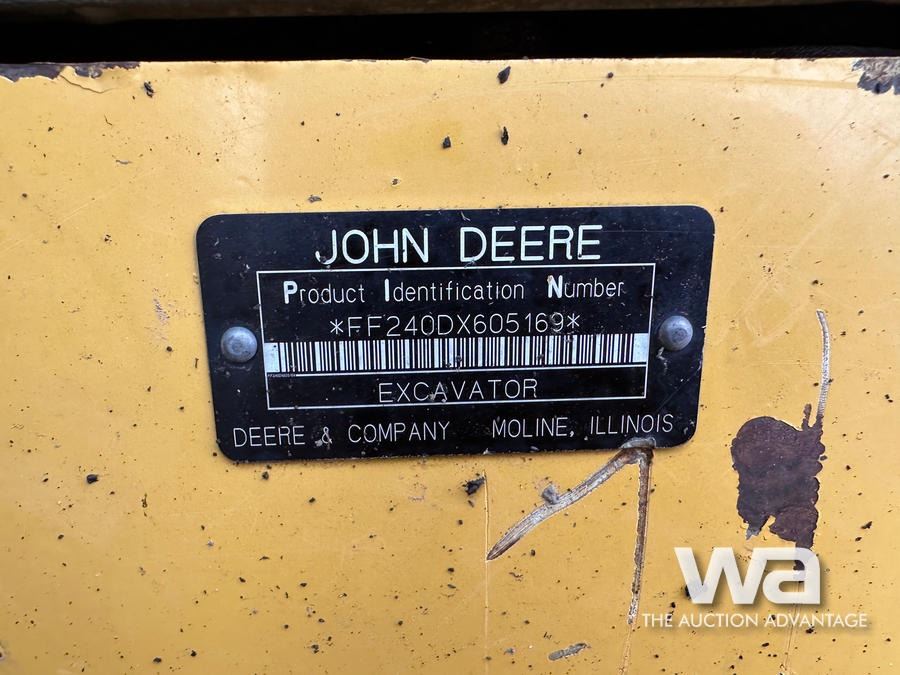 JOHN DEERE
Product Identification Number
*FF240DX605169*
EXCAVATOR
DEERE & COMPANY MOLINE, ILLINOIS
wa
THE AUCTION ADVANTAGE